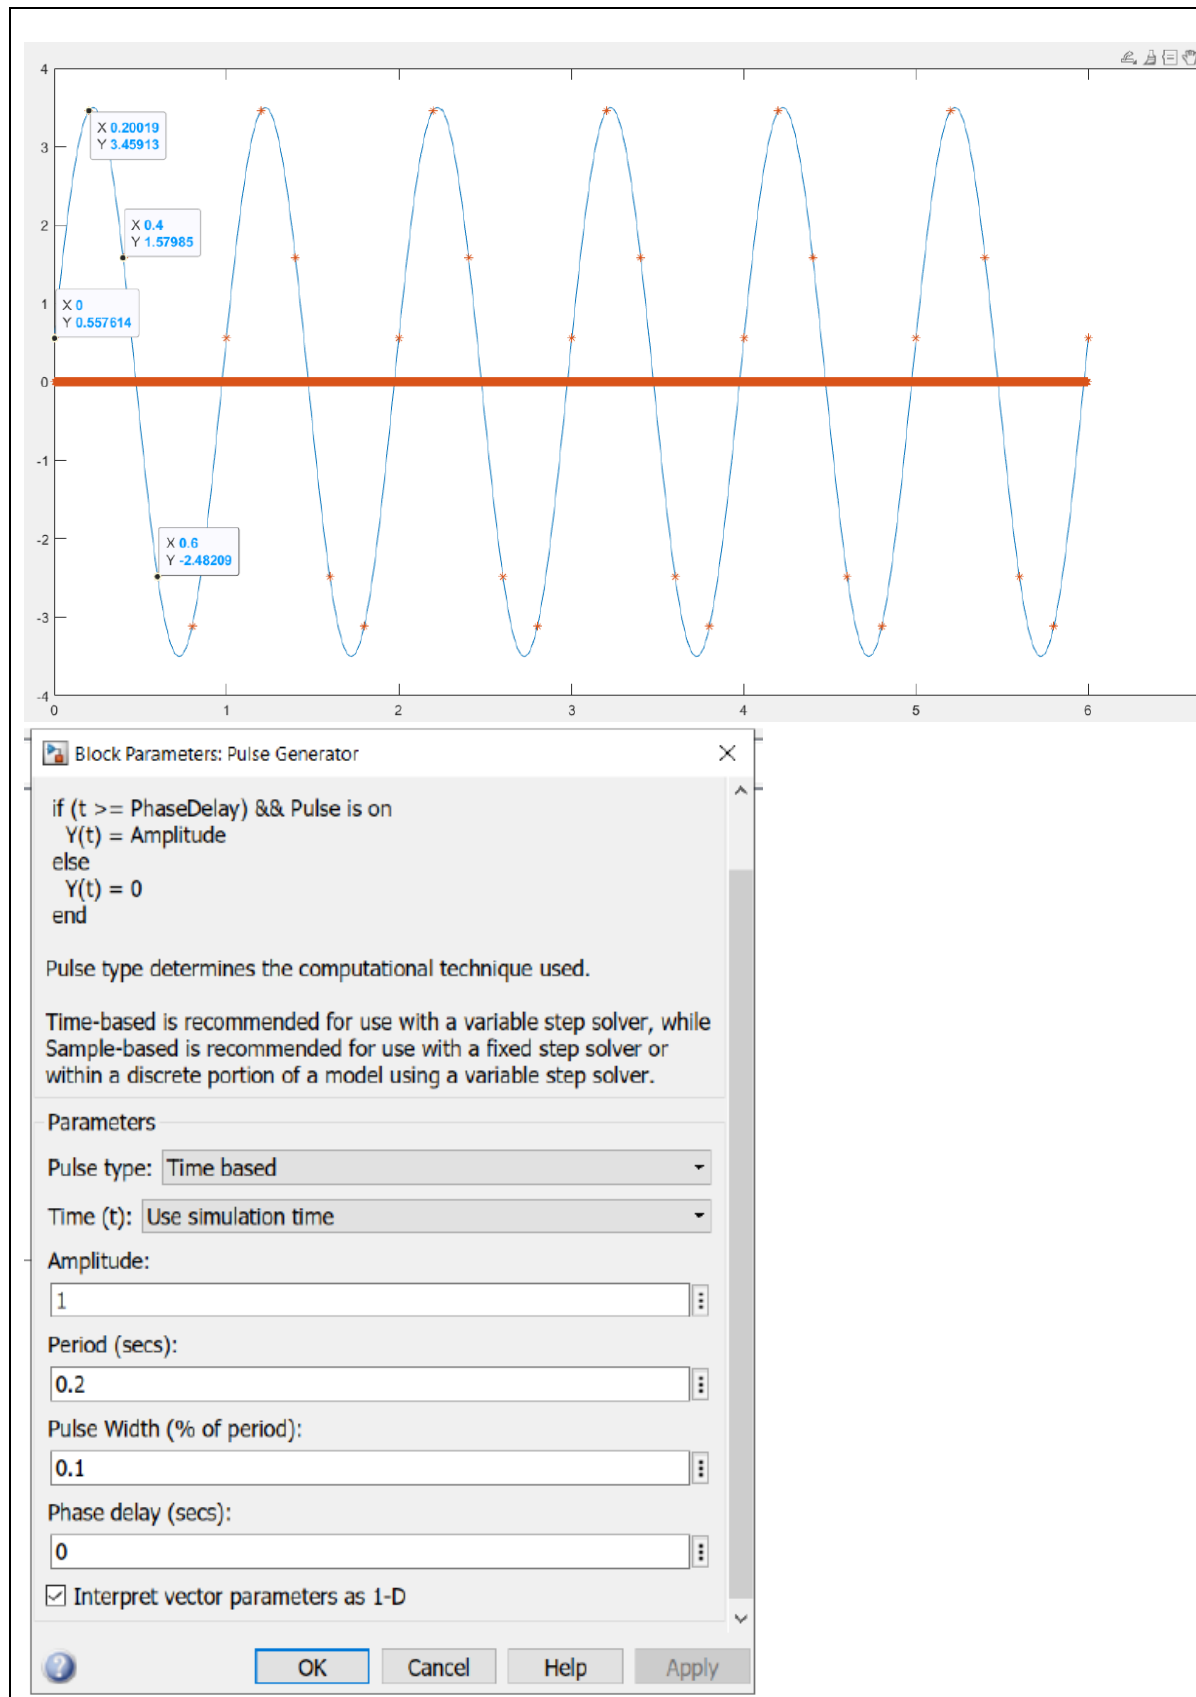 4
X 0.20019
Y 3.45913
3
X 0.4
Y 1.57985
2
X 0
Y 0.557614
1
0
-1
X 0.6
Y -2.48209
-2
-3
-4
0 1 2 3 4 5 6
Block Parameters: Pulse Generator
if (t >= PhaseDelay) && Pulse is on
Y(t) = Amplitude
else
Y(t) = 0
end
Pulse type determines the computational technique used.
Time-based is recommended for use with a variable step solver, while
Sample-based is recommended for use with a fixed step solver or
within a discrete portion of a model using a variable step solver.
Parameters
Pulse type: Time based
Time (t): Use simulation time
Amplitude:
1
Period (secs):
0.2
Pulse Width (% of period):
0.1
Phase delay (secs):
0
Interpret vector parameters as 1-D
? OK Cancel Help Apply